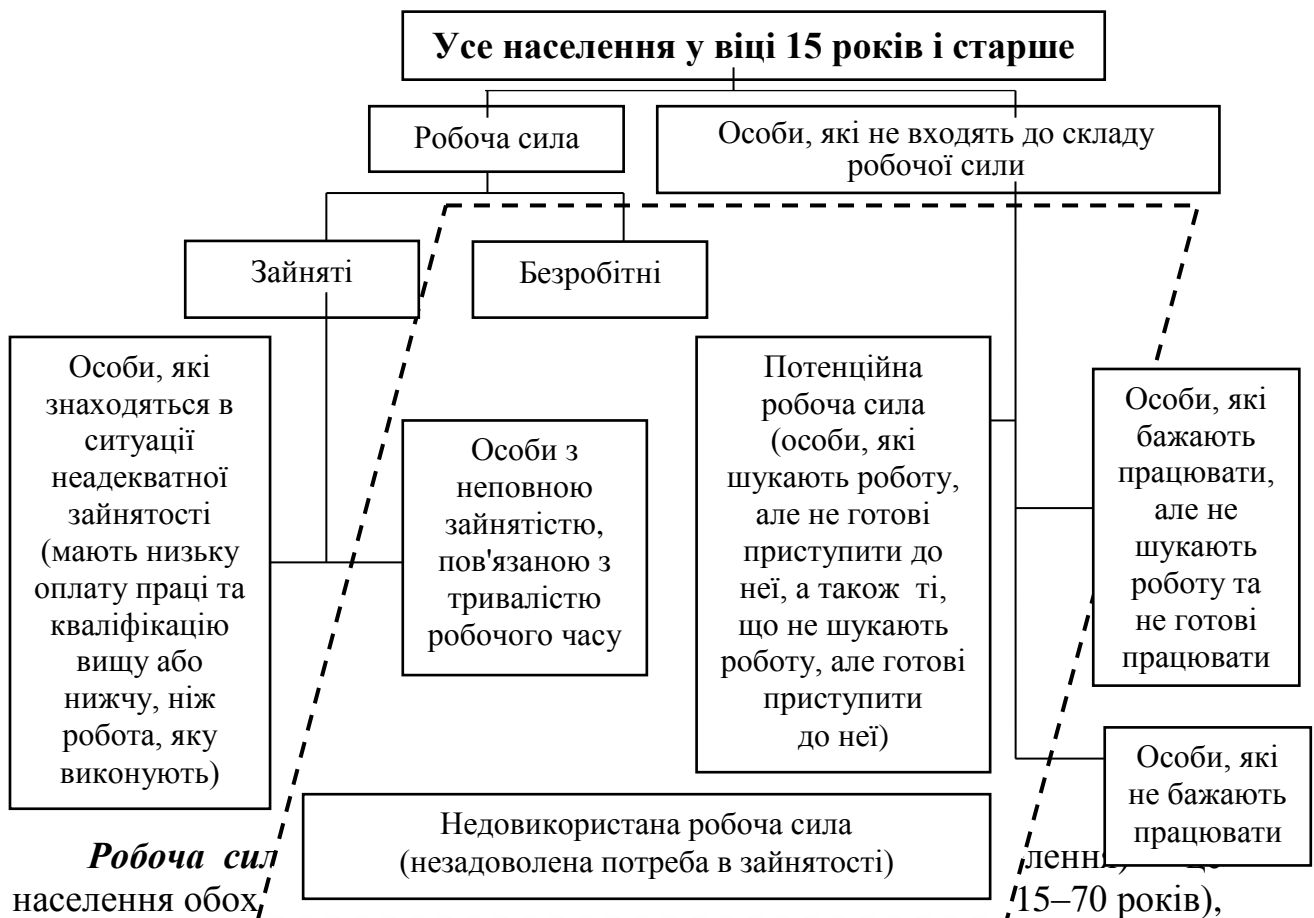 Усе населення у віці 15 років і старше
Робоча сила
Особи, які не входять до складу
робочої сили
Зайняті
Безробітні
Особи, які
знаходяться в
ситуації
неадекватної
зайнятості
(мають низьку
оплату праці та
кваліфікацію
вищу або
нижчу, ніж
робота, яку
виконують)
Особи з
неповною
зайнятістю,
пов'язаною з
тривалістю
робочого часу
Потенційна
робоча сила
(особи, які
шукають роботу,
але не готові
приступити до
неї, а також ті,
що не шукають
роботу, але готові
приступити
до неї)
Особи, які
бажають
працювати,
але не
шукають
роботу та
не готові
працювати
Особи, які
не бажають
працювати
Недовикористана робоча сила
(незадоволена потреба в зайнятості)
Робоча
населення обох 15–70 років),